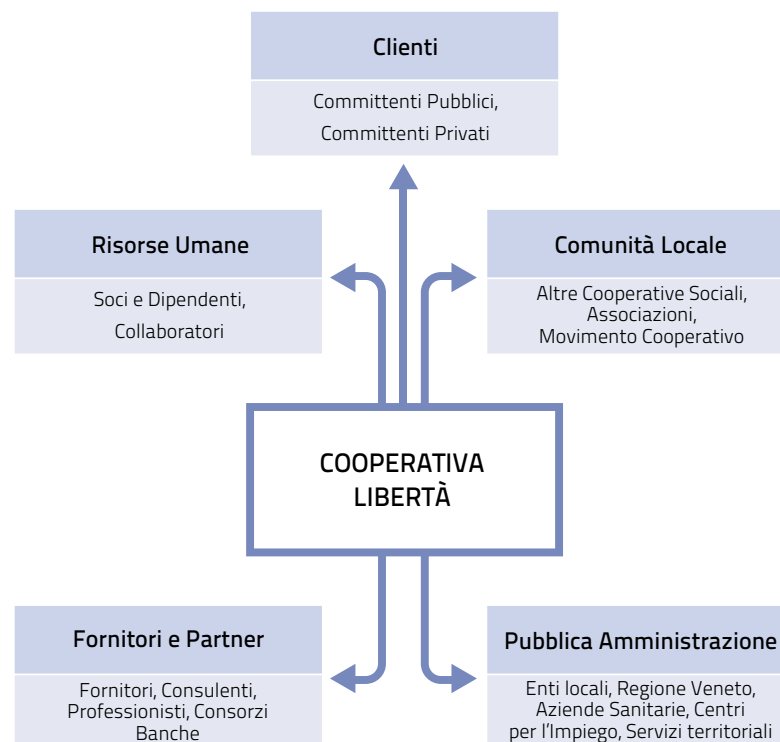 Clienti
Committenti Pubblici,
Committenti Privati
Risorse Umane
Soci e Dipendenti,
Collaboratori
Comunità Locale
Altre Cooperative Sociali,
Associazioni,
Movimento Cooperativo
COOPERATIVA
LIBERTÀ
Fornitori e Partner
Fornitori, Consulenti,
Professionisti, Consorzi
Banche
Pubblica Amministrazione
Enti locali, Regione Veneto,
Aziende Sanitarie, Centri
per l'Impiego, Servizi territoriali